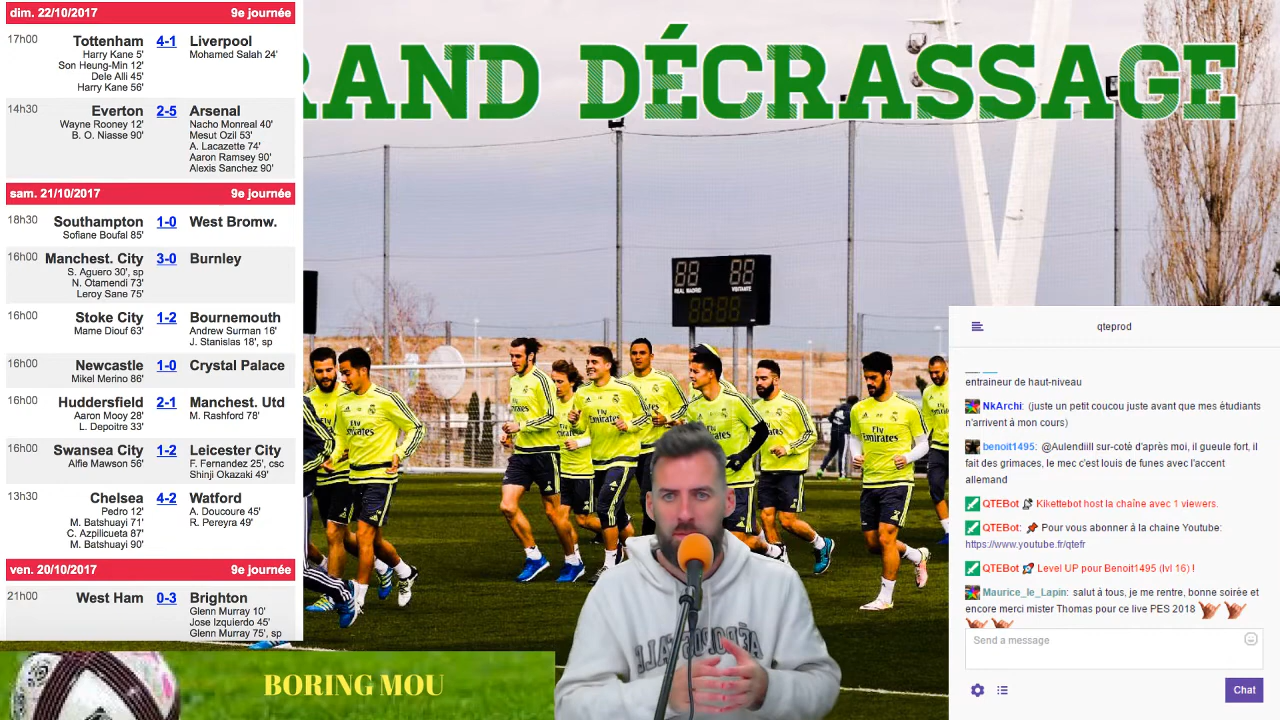 dim. 22/10/2017 9e journée
17h00 Tottenham 4-1 Liverpool
Harry Kane 5' Mohamed Salah 24'
Son Heung-Min 12'
Dele Alli 45'
Harry Kane 56'
14h30 Everton 2-5 Arsenal
Wayne Rooney 12' Nacho Monreal 40'
B. O. Niasse 90' Mesut Ozil 53'
A. Lacazette 74'
Aaron Ramsey 90'
Alexis Sanchez 90'
sam. 21/10/2017 9e journée
18h30 Southampton 1-0 West Bromw.
Sofiane Boufal 85'
16h00 Manchest. City 3-0 Burnley
S. Aguero 30', sp
N. Otamendi 73'
Leroy Sane 75'
16h00 Stoke City 1-2 Bournemouth
Mame Diouf 63' Andrew Surman 16'
J. Stanislas 18', sp
16h00 Newcastle 1-0 Crystal Palace
Mikel Merino 86'
16h00 Huddersfield 2-1 Manchest. Utd
Aaron Mooy 28' M. Rashford 78'
L. Depoitre 33'
16h00 Swansea City 1-2 Leicester City
Alfie Mawson 56' F. Fernandez 25', csc
Shinji Okazaki 49'
13h30 Chelsea 4-2 Watford
Pedro 12' A. Doucoure 45'
M. Batshuayi 71' R. Pereyra 49'
C. Azpilicueta 87'
M. Batshuayi 90'
ven. 20/10/2017 9e journée
21h00 West Ham 0-3 Brighton
Glenn Murray 10'
Jose Izquierdo 45'
Glenn Murray 75', sp
RAND DÉCRASSAGE
88 88
REAL MADRID VISITANTE
88:88
Fly
Emirates
BORING MOU
qteprod
entraineur de haut-niveau
NkArchi: (juste un petit coucou juste avant que mes étudiants
n'arrivent à mon cours)
benoit1495: @Aulendiil sur-coté d'après moi, il gueule fort, il
fait des grimaces, le mec c'est louis de funes avec l'accent
allemand
QTEBot Kikettebot host la chaîne avec 1 viewers.
QTEBot: Pour vous abonner à la chaine Youtube:
https://www.youtube.fr/qtefr
QTEBot Level UP pour Benoit1495 (lvl 16) !
Maurice_le_Lapin: salut à tous, je me rentre, bonne soirée et
encore merci mister Thomas pour ce live PES 2018
Send a message
Chat